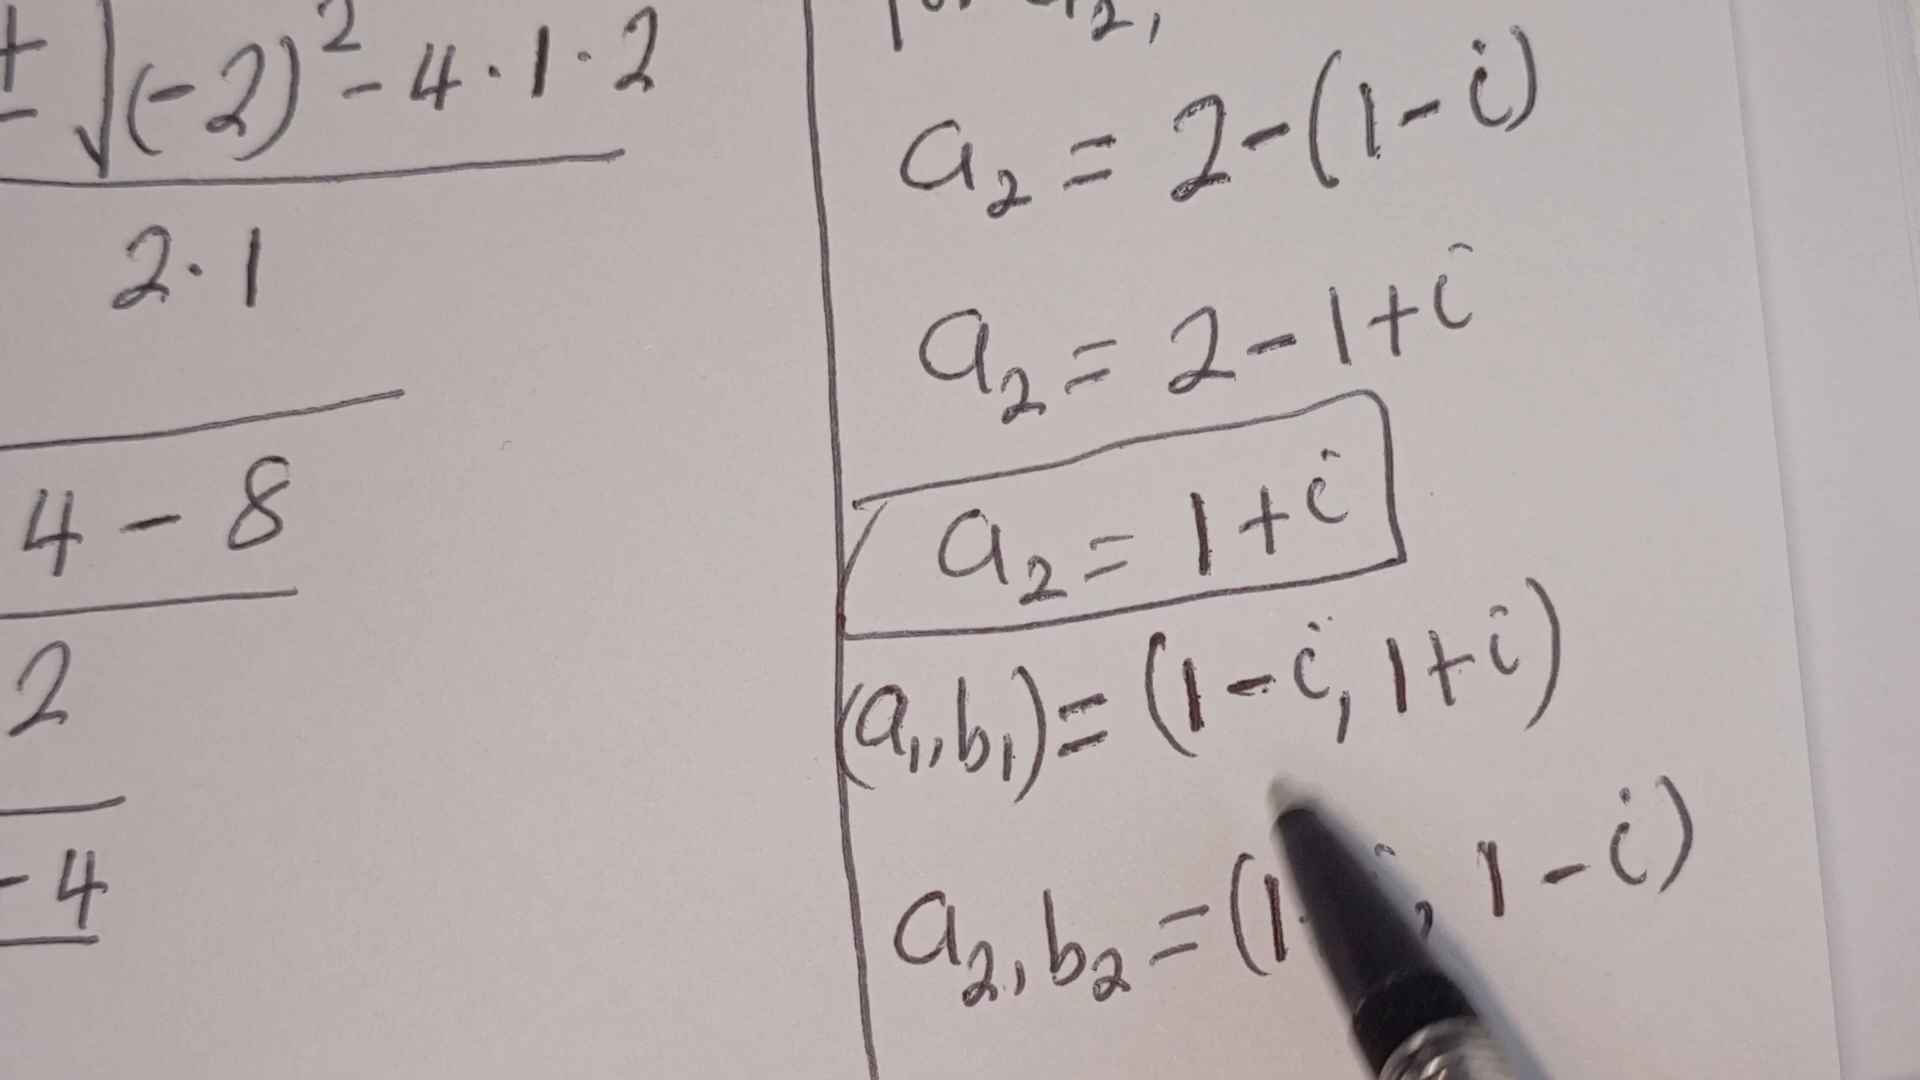 ± √(-2)² - 4 · 1 · 2
2 · 1
4 - 8
2
- 4
a₂,
a₂ = 2 - (1 - i)
a₂ = 2 - 1 + i
a₂ = 1 + i
(a₁, b₁) = (1 - i, 1 + i)
a₂, b₂ = (1 , 1 - i)